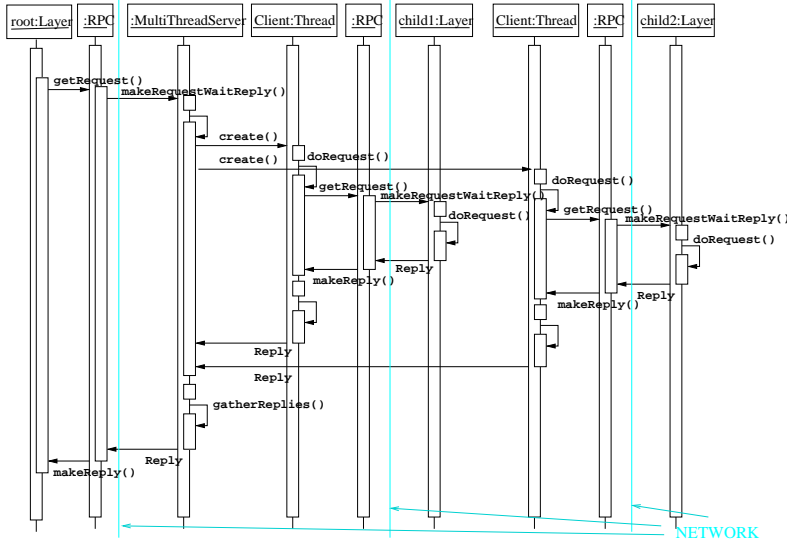 root:Layer
:RPC
:MultiThreadServer
Client:Thread
:RPC
child1:Layer
Client:Thread
:RPC
child2:Layer
getRequest()
makeRequestWaitReply()
create()
doRequest()
create()
doRequest()
getRequest()
makeRequestWaitReply()
doRequest()
getRequest()
makeRequestWaitReply()
doRequest()
Reply
makeReply()
Reply
makeReply()
Reply
Reply
gatherReplies()
Reply
makeReply()
NETWORK